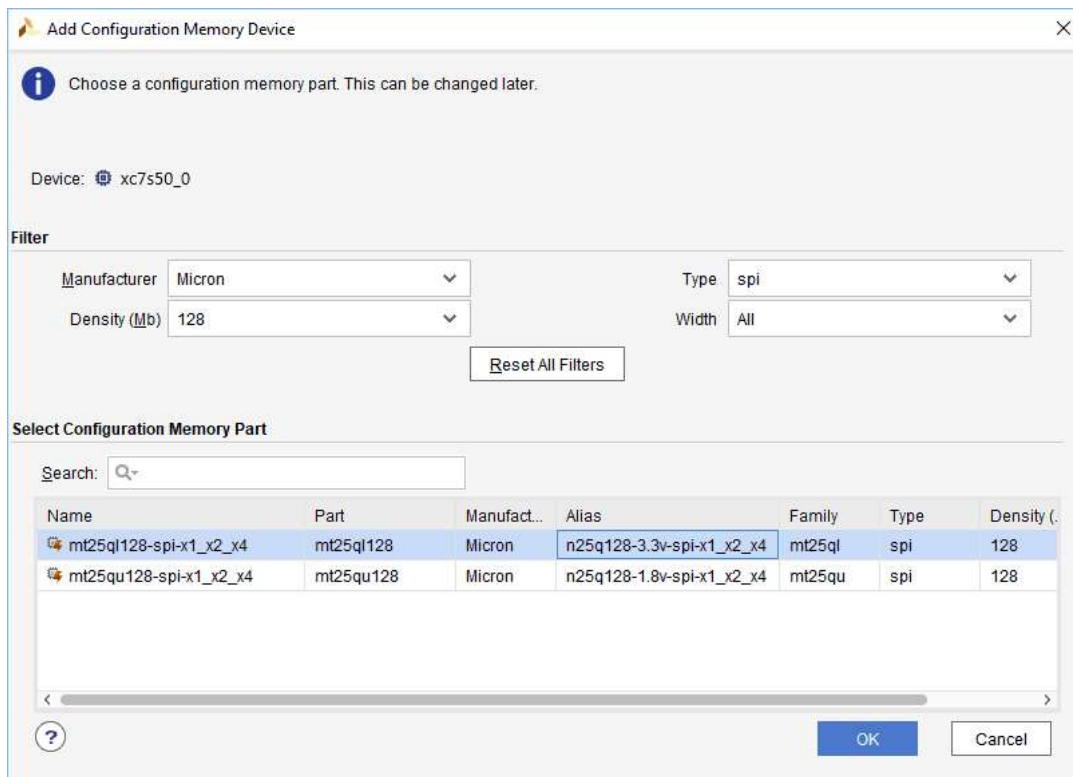 Add Configuration Memory Device
Choose a configuration memory part. This can be changed later.
Device: xc7s50_0
Filter
Manufacturer Micron Type spi
Density (Mb) 128 Width All
Reset All Filters
Select Configuration Memory Part
Search:
Name Part Manufact... Alias Family Type Density (.
mt25ql128-spi-x1_x2_x4 mt25ql128 Micron n25q128-3.3v-spi-x1_x2_x4 mt25ql spi 128
mt25qu128-spi-x1_x2_x4 mt25qu128 Micron n25q128-1.8v-spi-x1_x2_x4 mt25qu spi 128
? OK Cancel